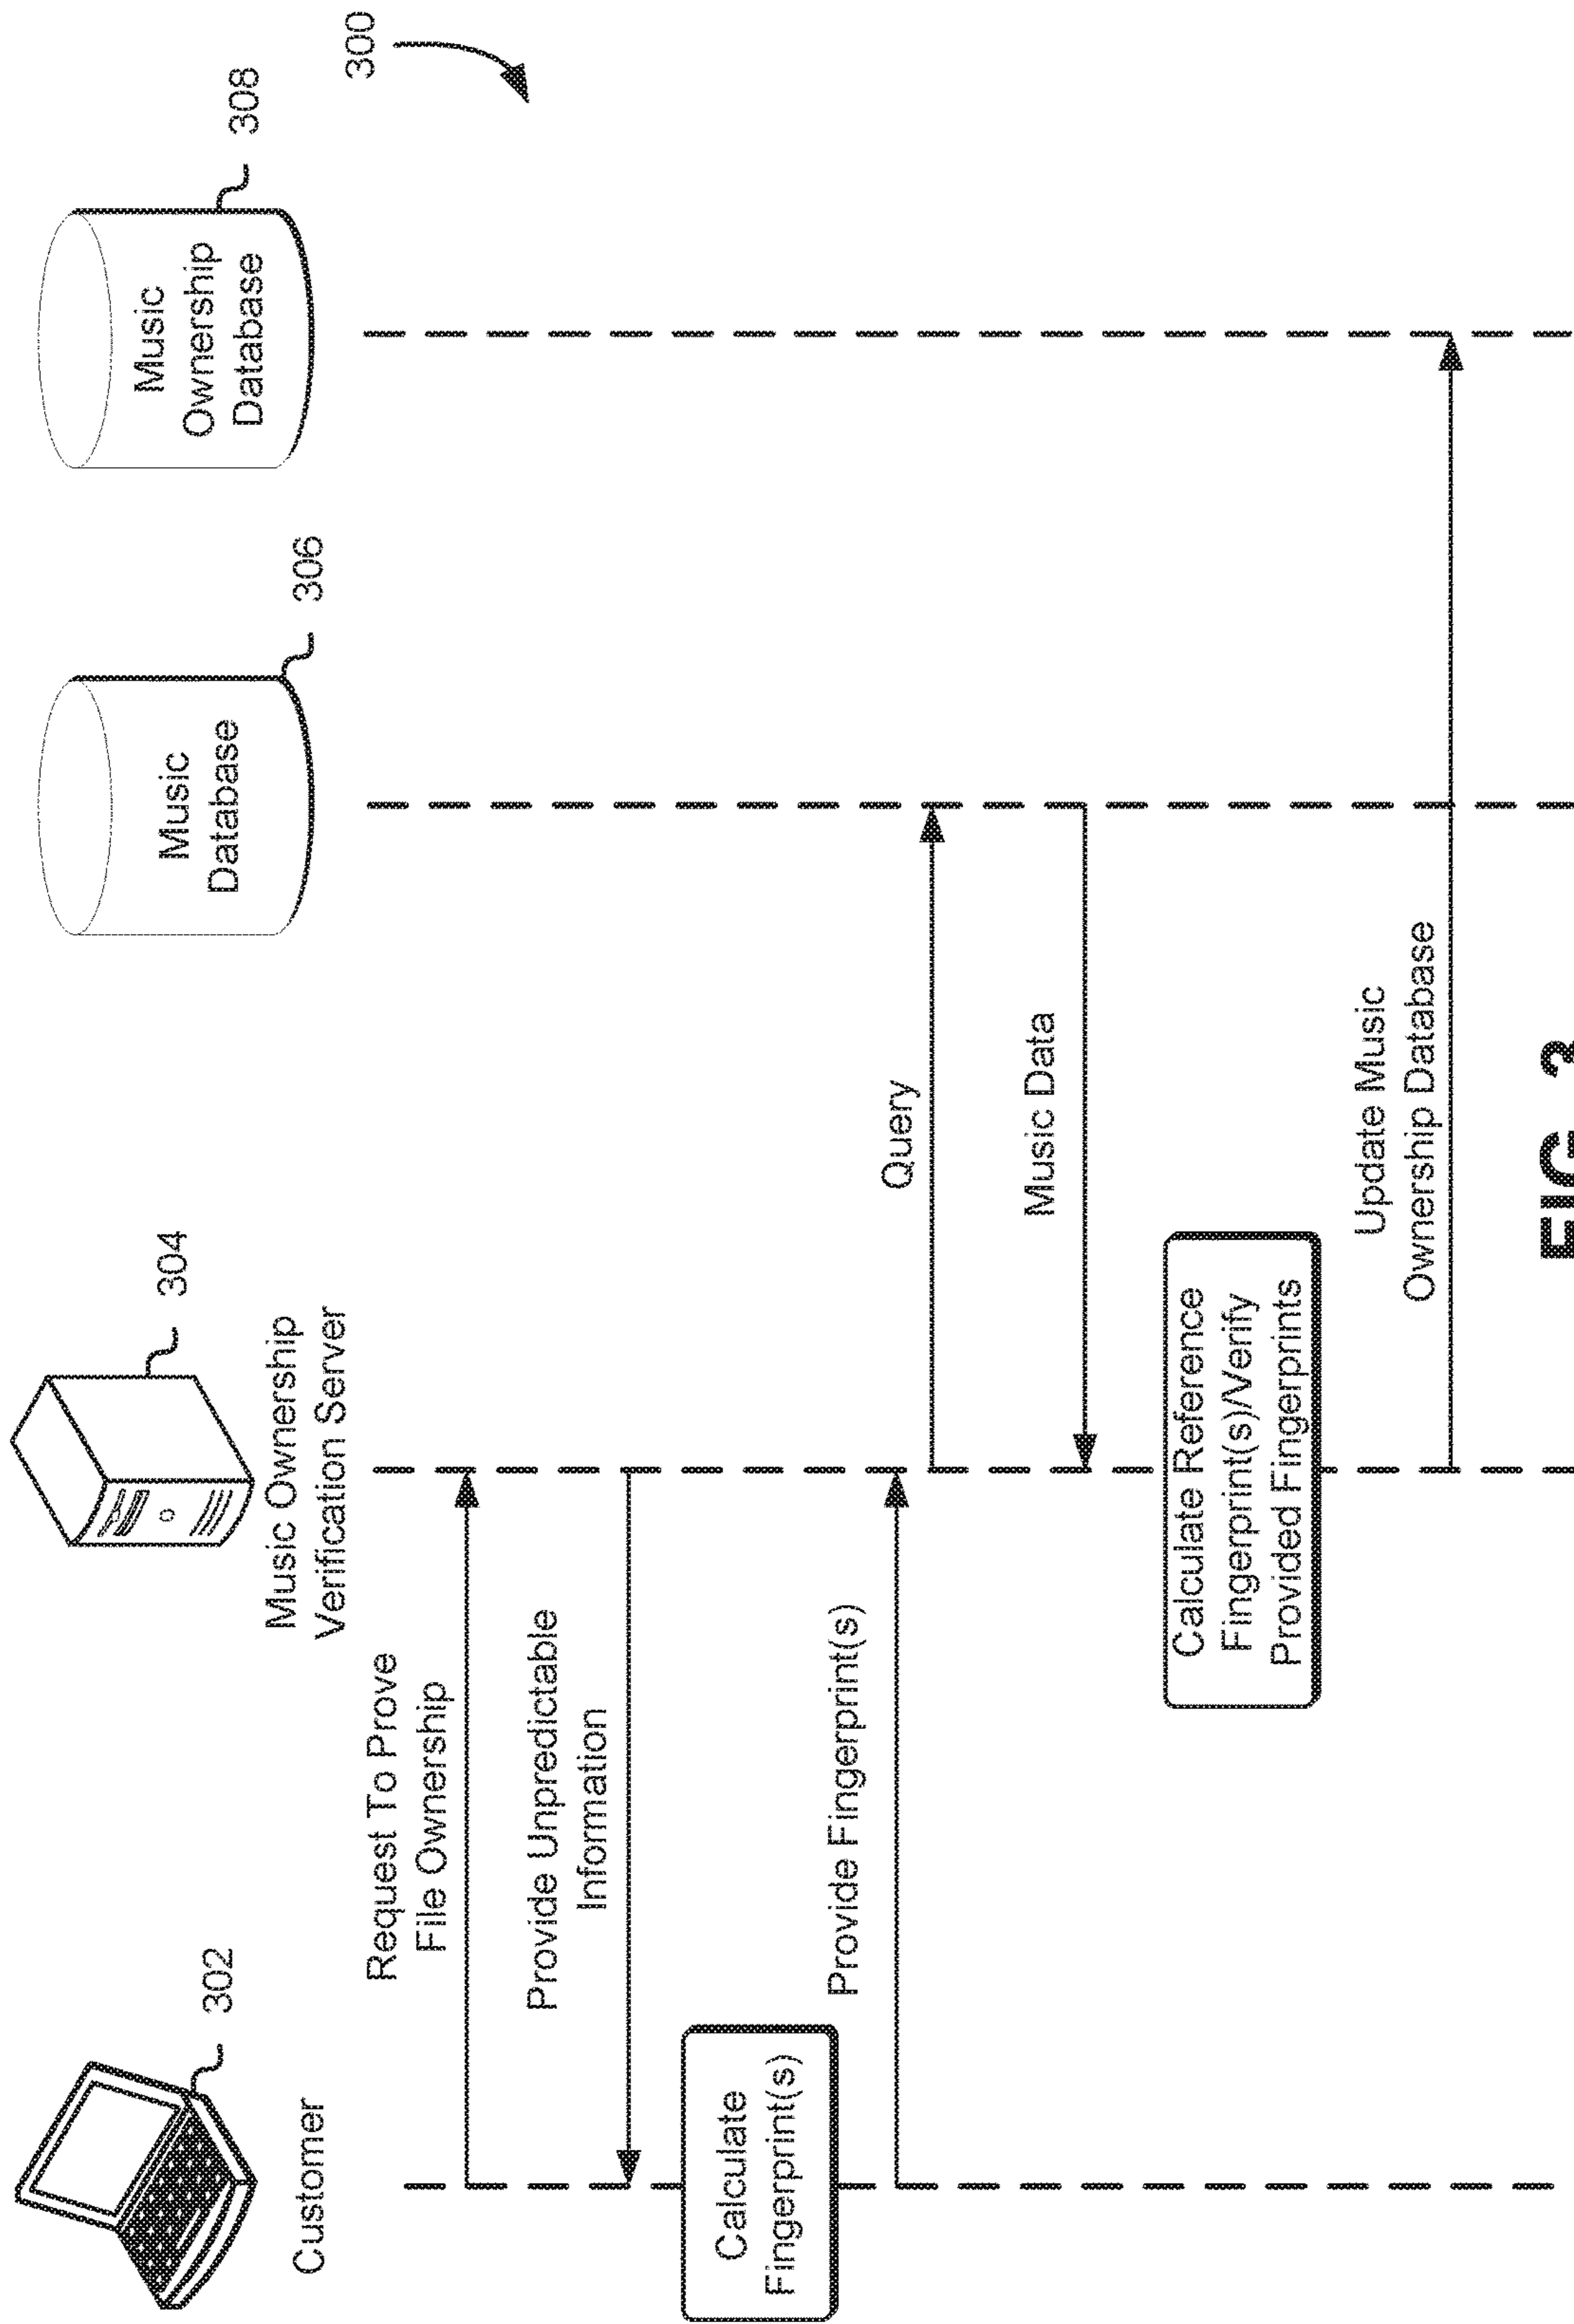 302
Customer
304
Music Ownership
Verification Server
306
Music
Database
308
Music
Ownership
Database
300
Request To Prove
File Ownership
Provide Unpredictable
Information
Calculate
Fingerprint(s)
Provide Fingerprint(s)
Query
Music Data
Calculate Reference
Fingerprint(s)/Verify
Provided Fingerprints
Update Music
Ownership Database
FIG. 3